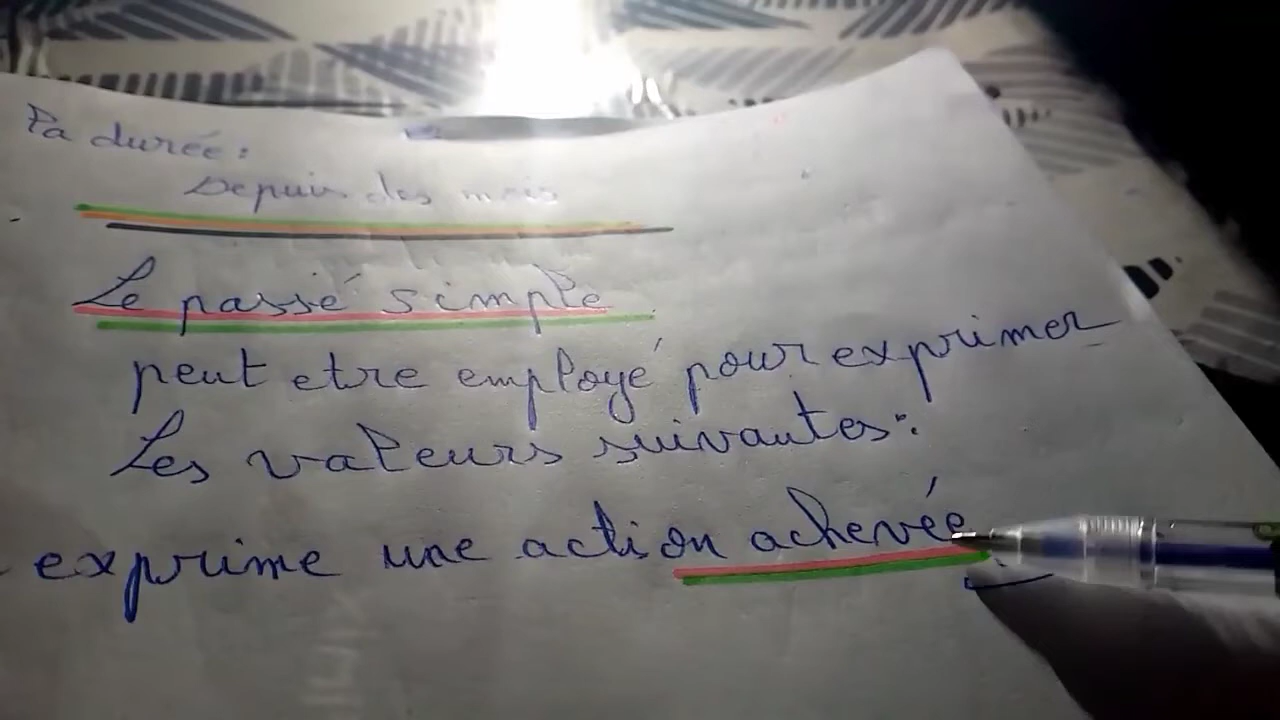 La durée :
Depuis des mois
Le passé simple
peut etre employé pour exprimer
Les valeurs suivantes :
- exprime une action achevée